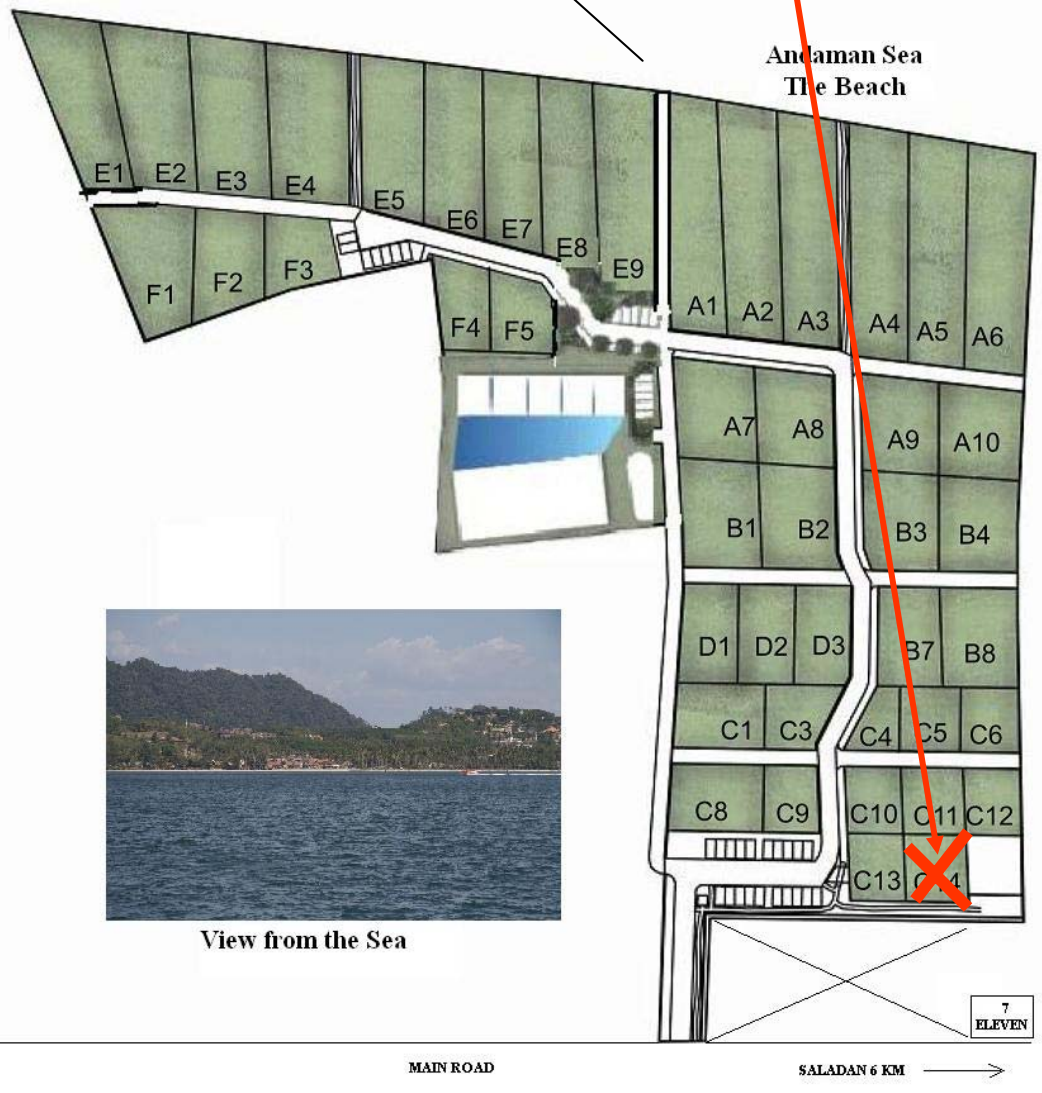 Andaman Sea
The Beach
E1 E2 E3 E4 E5 E6 E7 E8 E9
F1 F2 F3 F4 F5
A1 A2 A3 A4 A5 A6
A7 A8 A9 A10
B1 B2 B3 B4
D1 D2 D3 B7 B8
C1 C3 C4 C5 C6
C8 C9 C10 C11 C12
C13 C14
View from the Sea
7
ELEVEN
MAIN ROAD
SALADAN 6 KM